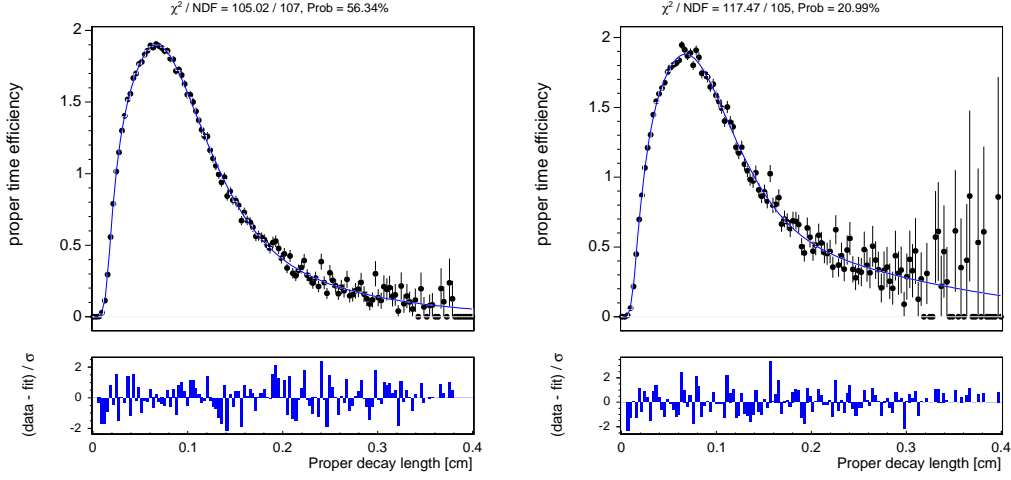 χ² / NDF = 105.02 / 107, Prob = 56.34%
proper time efficiency
2
1.5
1
0.5
0
(data - fit) / σ
2
0
-2
0 0.1 0.2 0.3 0.4
Proper decay length [cm]
χ² / NDF = 117.47 / 105, Prob = 20.99%
proper time efficiency
2
1.5
1
0.5
0
(data - fit) / σ
2
1
0
-1
0 0.1 0.2 0.3 0.4
Proper decay length [cm]